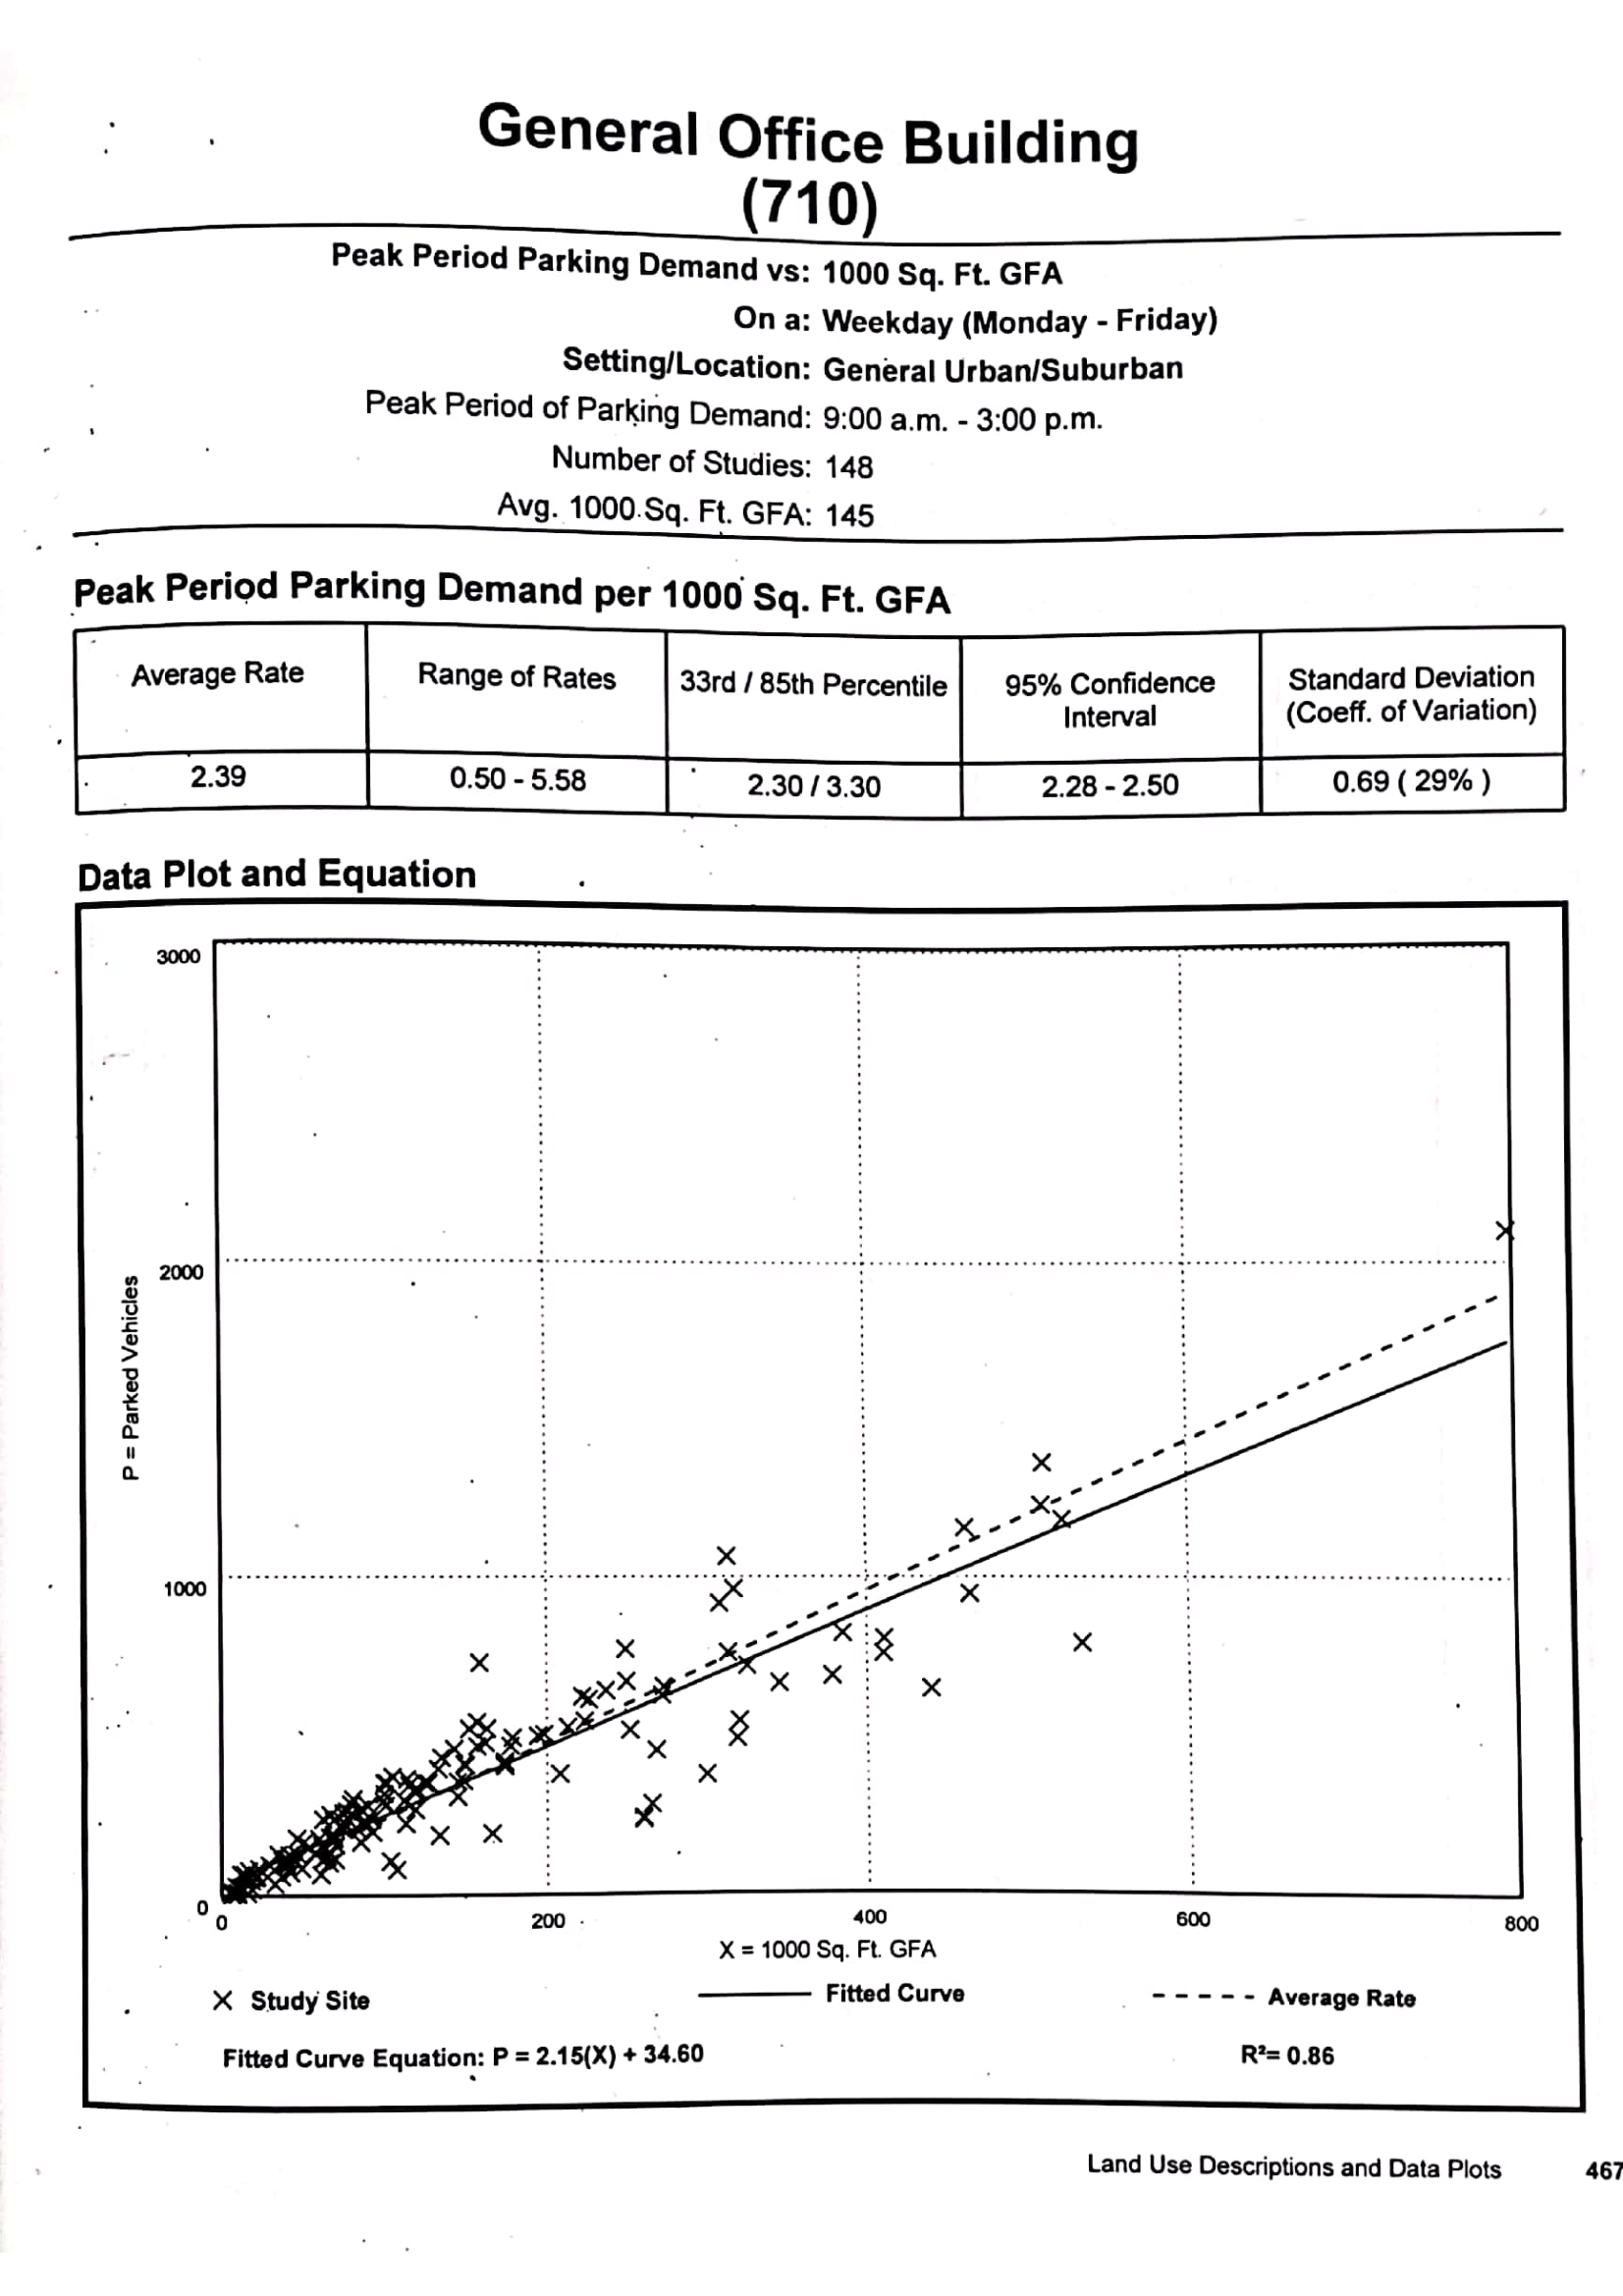 General Office Building
(710)
Peak Period Parking Demand vs: 1000 Sq. Ft. GFA
On a: Weekday (Monday - Friday)
Setting/Location: General Urban/Suburban
Peak Period of Parking Demand: 9:00 a.m. - 3:00 p.m.
Number of Studies: 148
Avg. 1000 Sq. Ft. GFA: 145
Peak Period Parking Demand per 1000 Sq. Ft. GFA
Average Rate
Range of Rates
33rd / 85th Percentile
95% Confidence
Interval
Standard Deviation
(Coeff. of Variation)
2.39
0.50 - 5.58
2.30 / 3.30
2.28 - 2.50
0.69 ( 29% )
Data Plot and Equation
3000
2000
1000
0
P = Parked Vehicles
0
200
400
600
800
X = 1000 Sq. Ft. GFA
Study Site
Fitted Curve
Average Rate
Fitted Curve Equation: P = 2.15(X) + 34.60
R²= 0.86
Land Use Descriptions and Data Plots
467